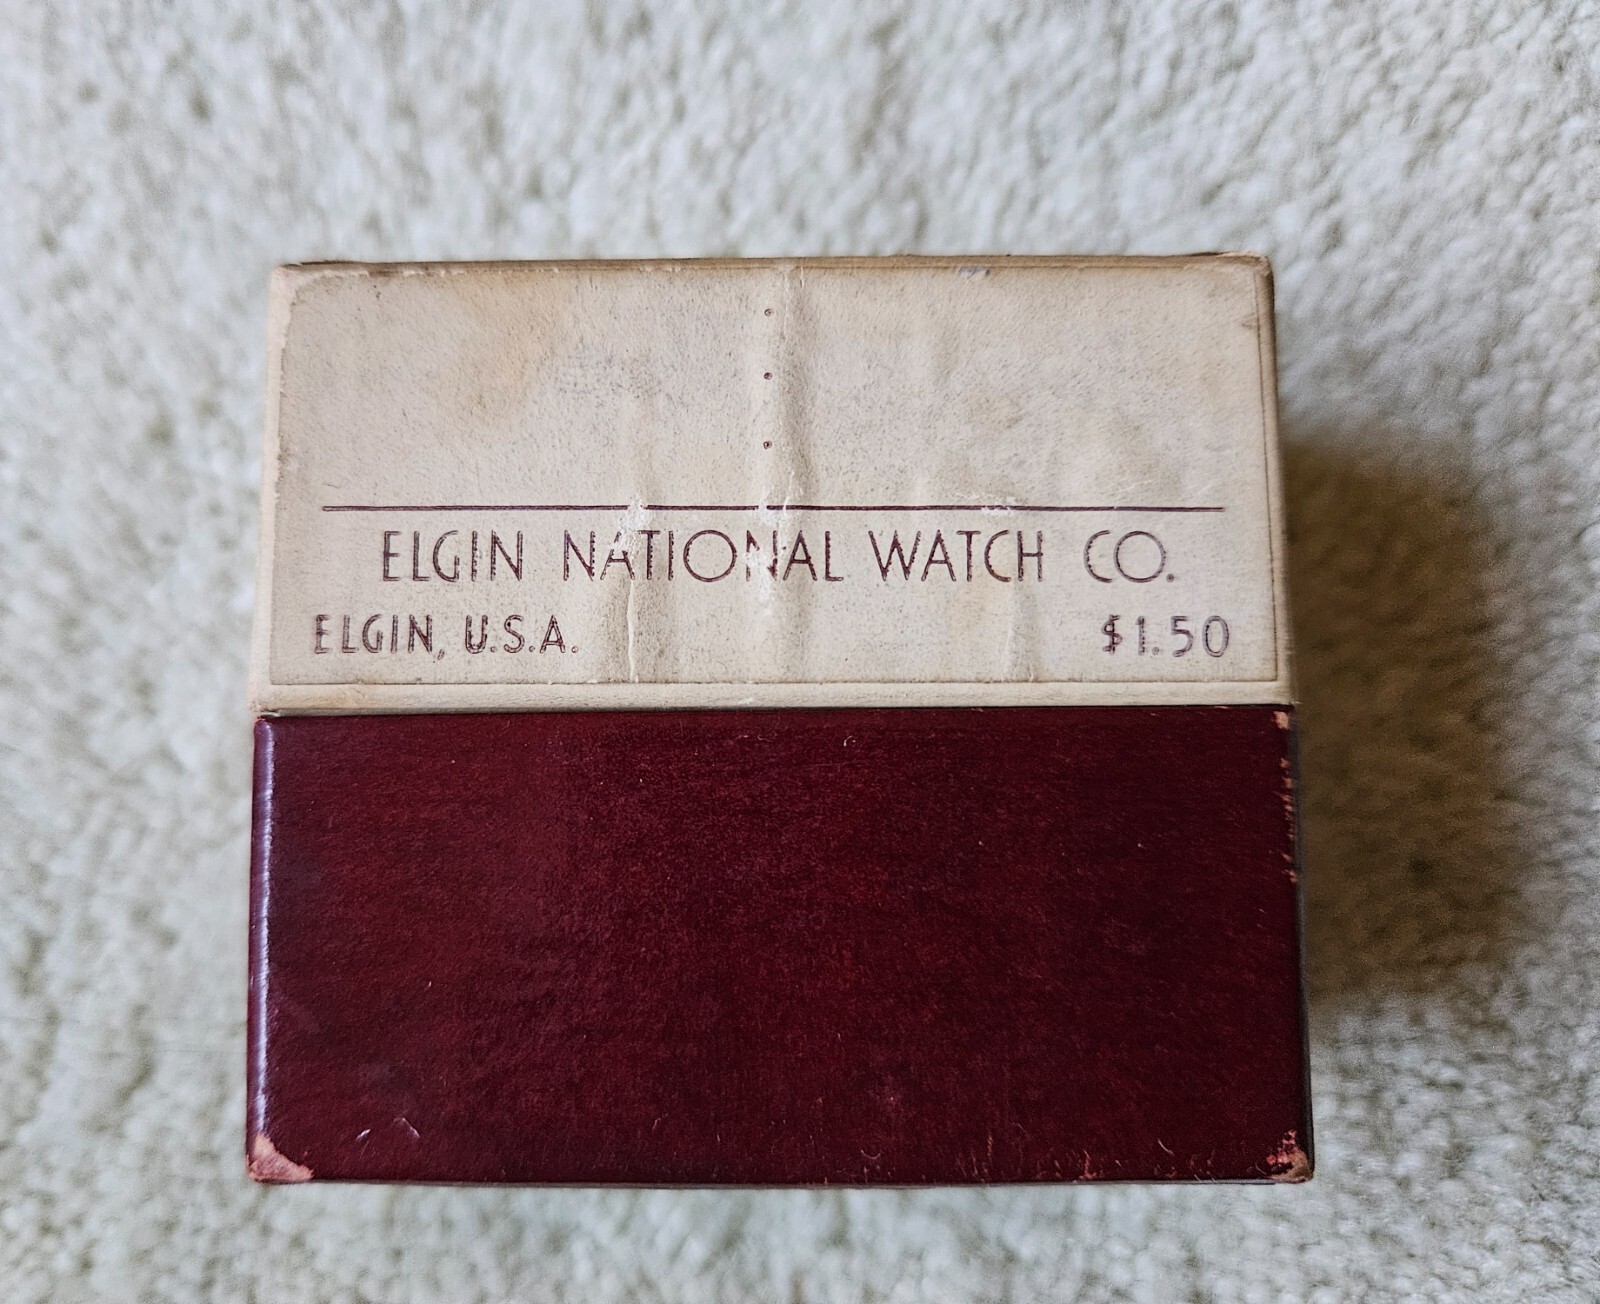 ELGIN NATIONAL WATCH CO.
ELGIN, U.S.A. $1.50